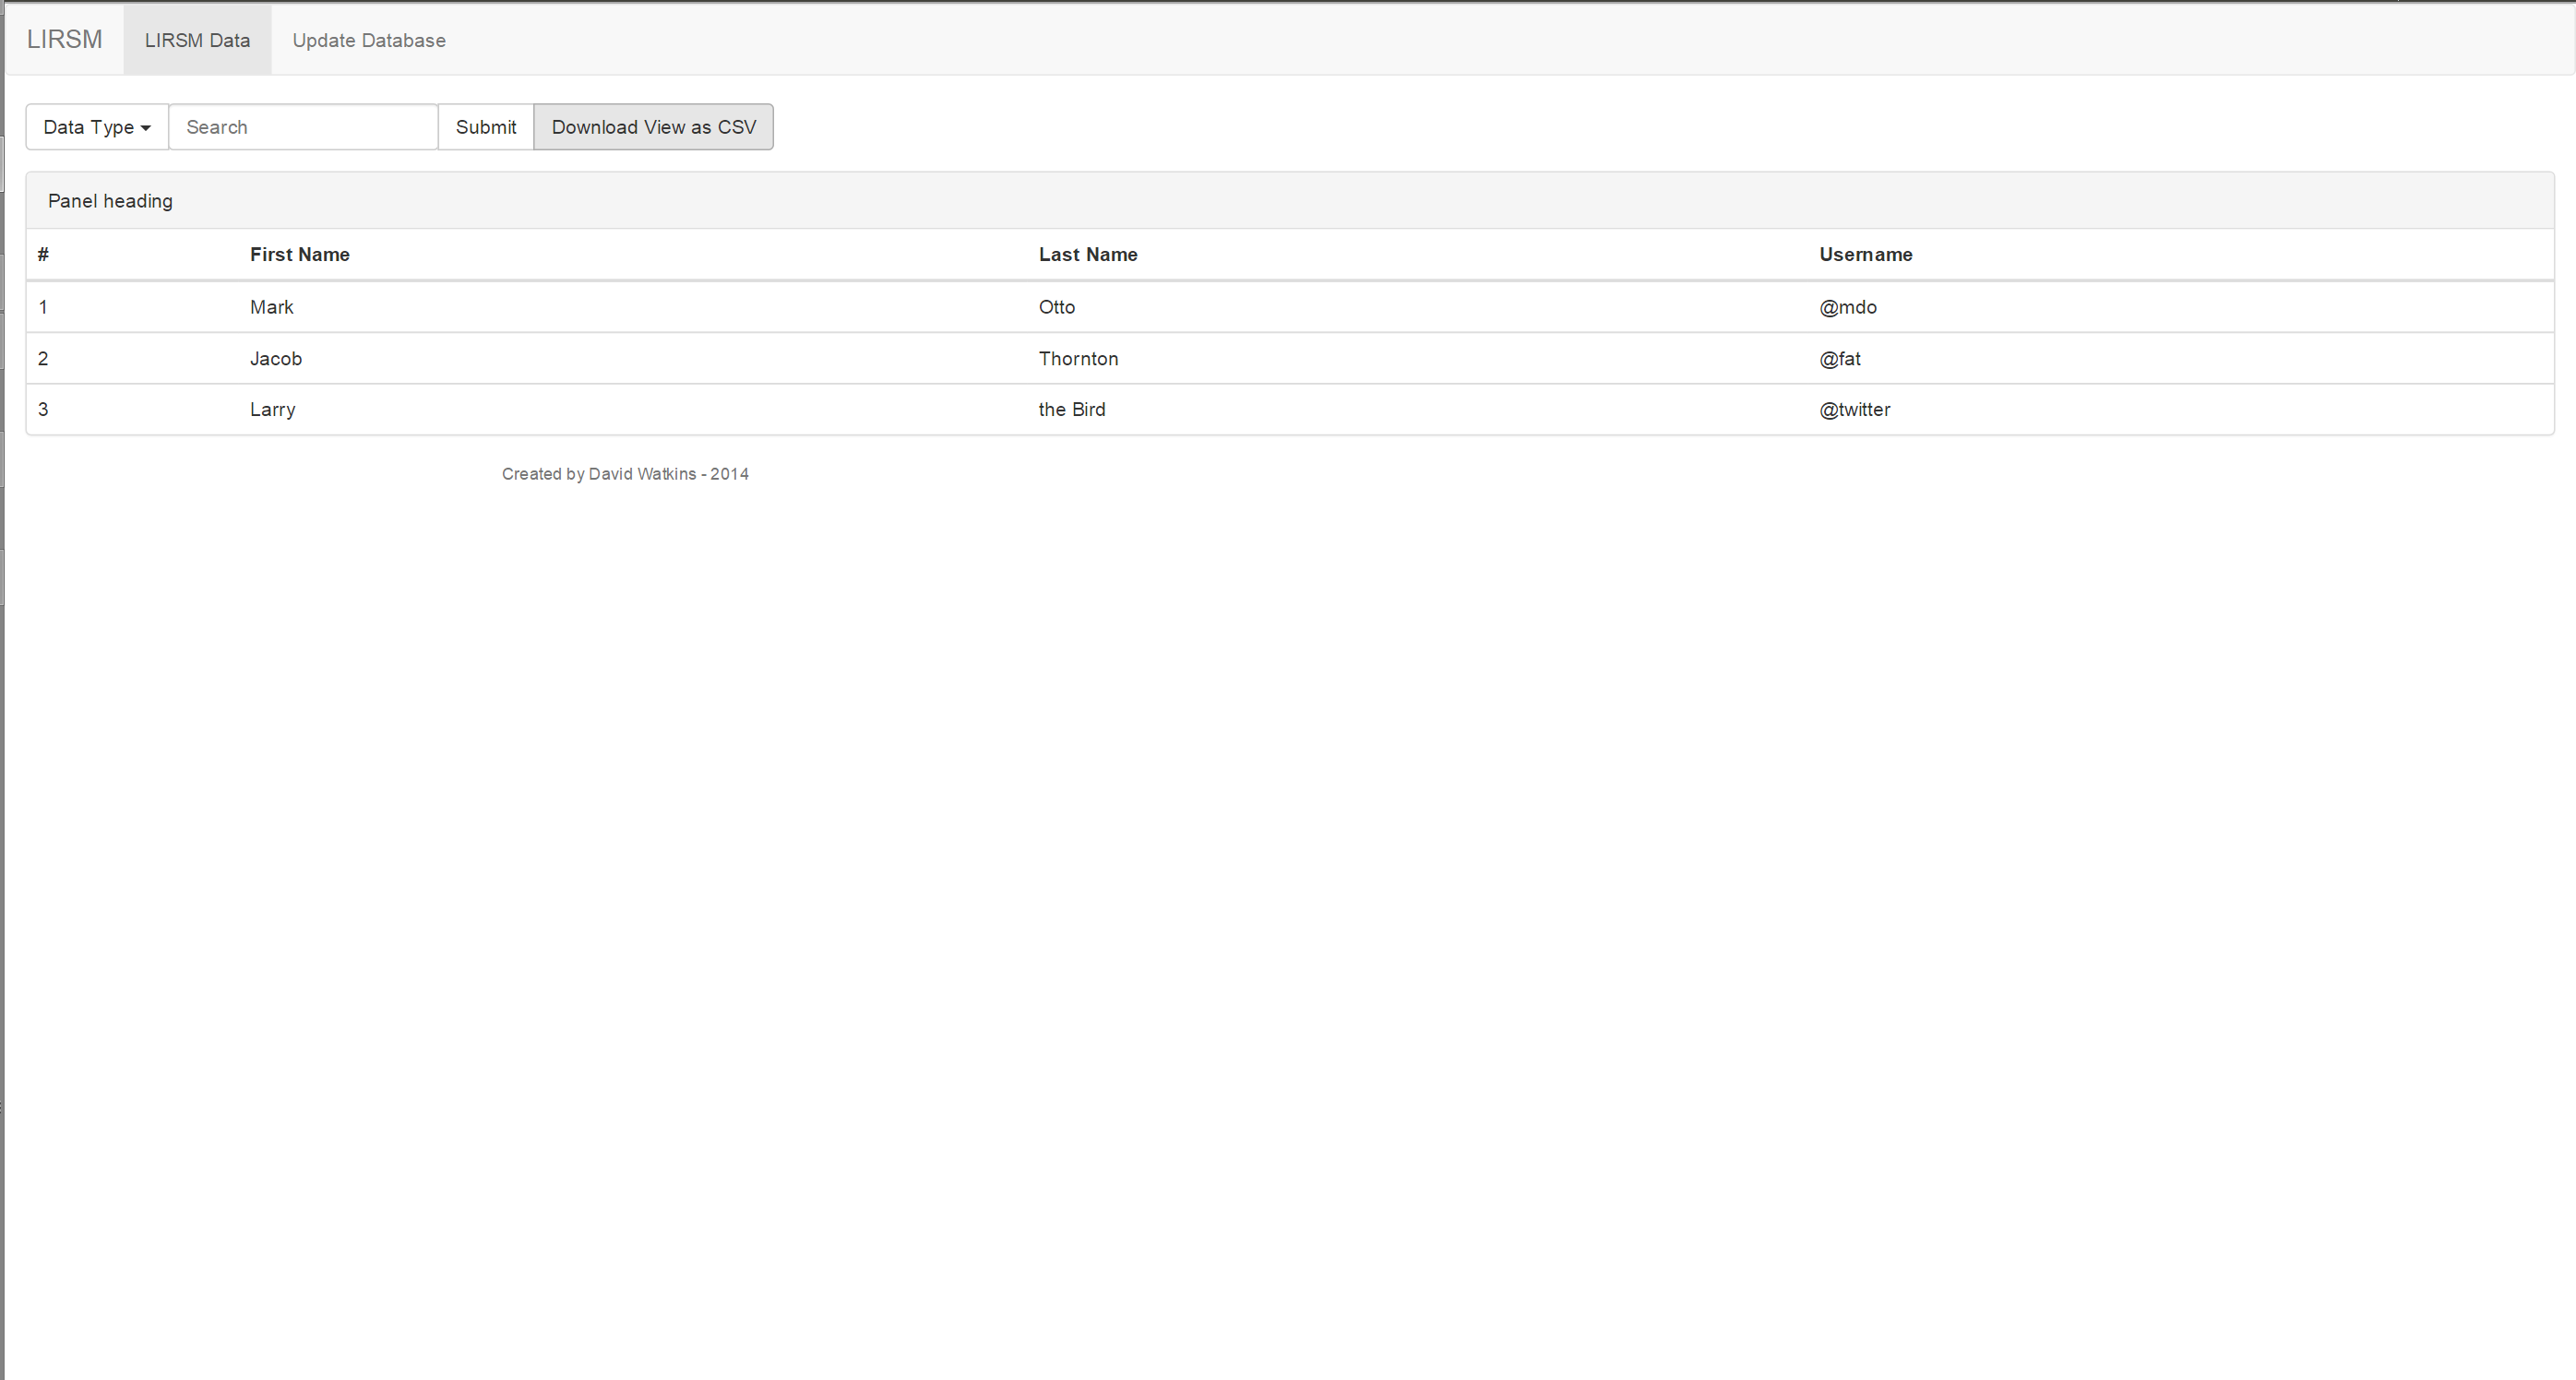 LIRSM LIRSM Data Update Database
Data Type Search Submit Download View as CSV
Panel heading
# First Name Last Name Username
1 Mark Otto @mdo
2 Jacob Thornton @fat
3 Larry the Bird @twitter
Created by David Watkins - 2014